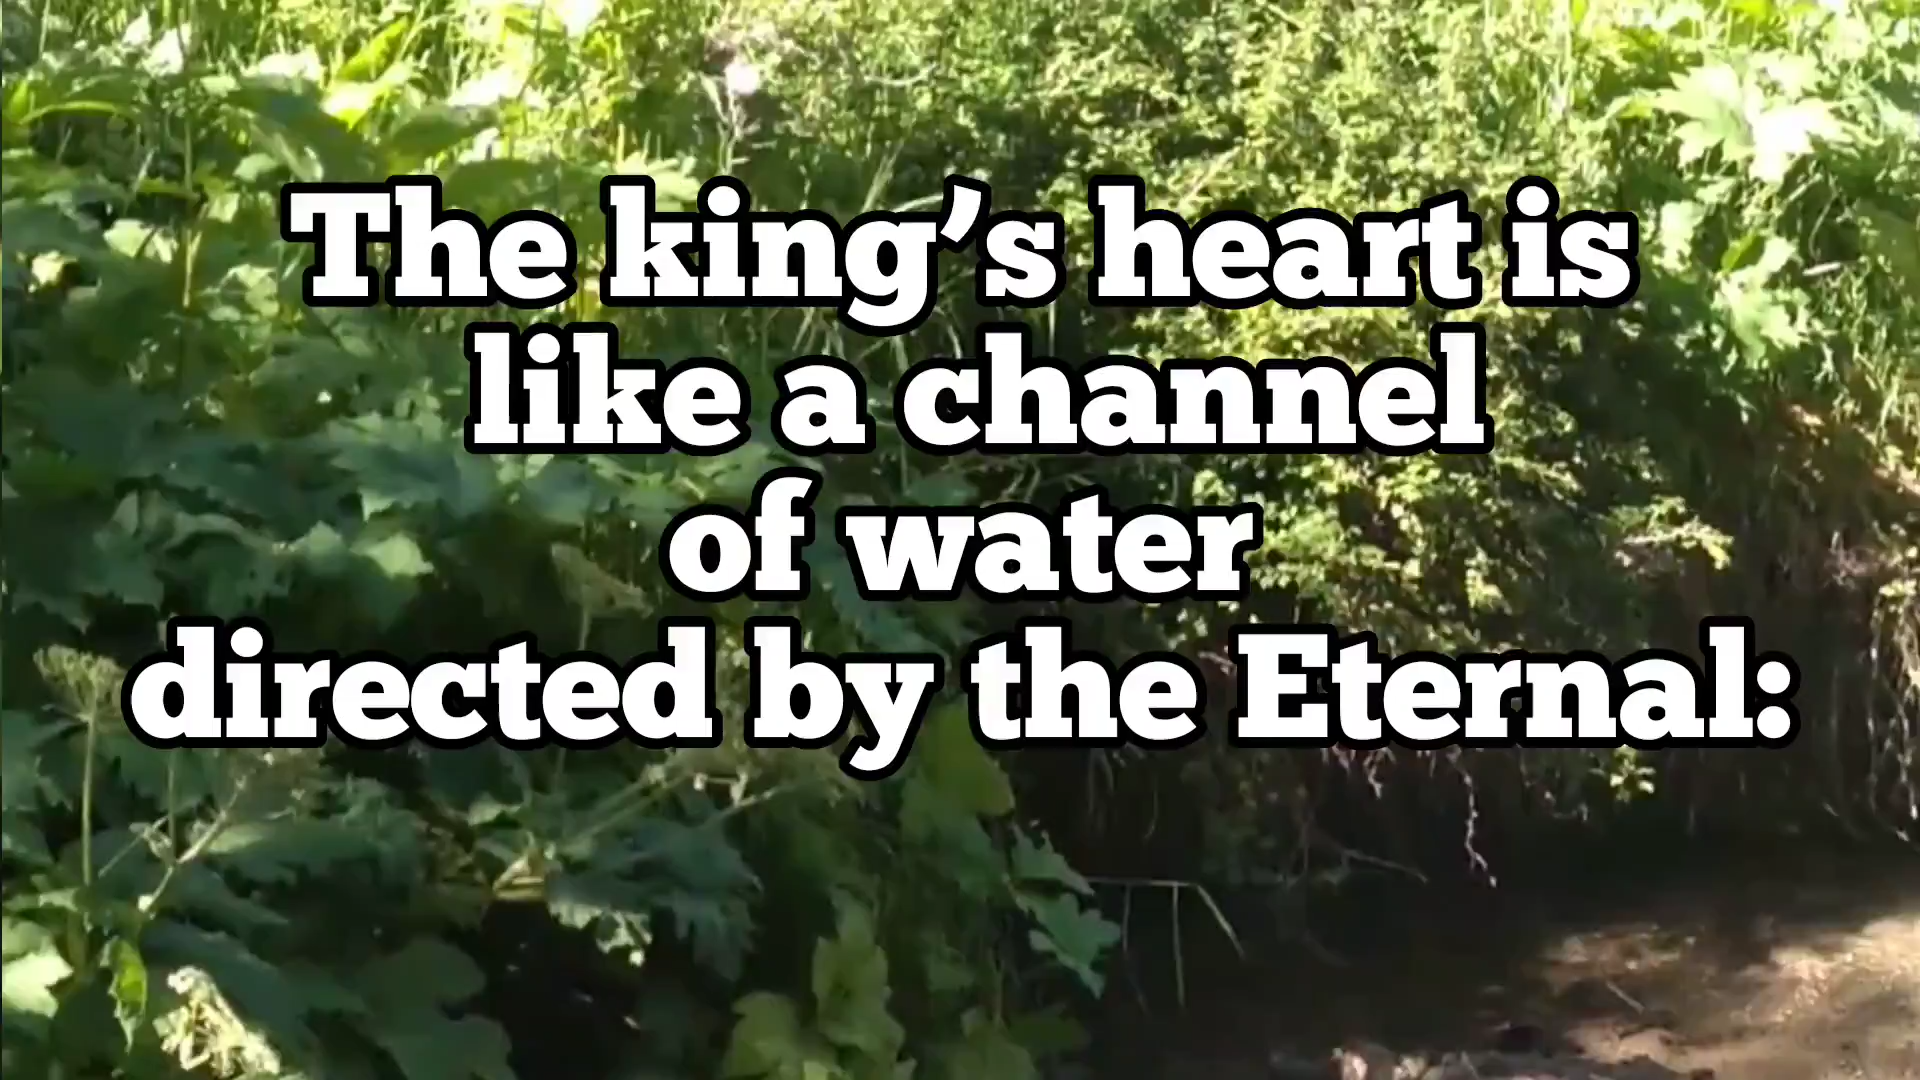 The king’s heart is
like a channel
of water
directed by the Eternal: